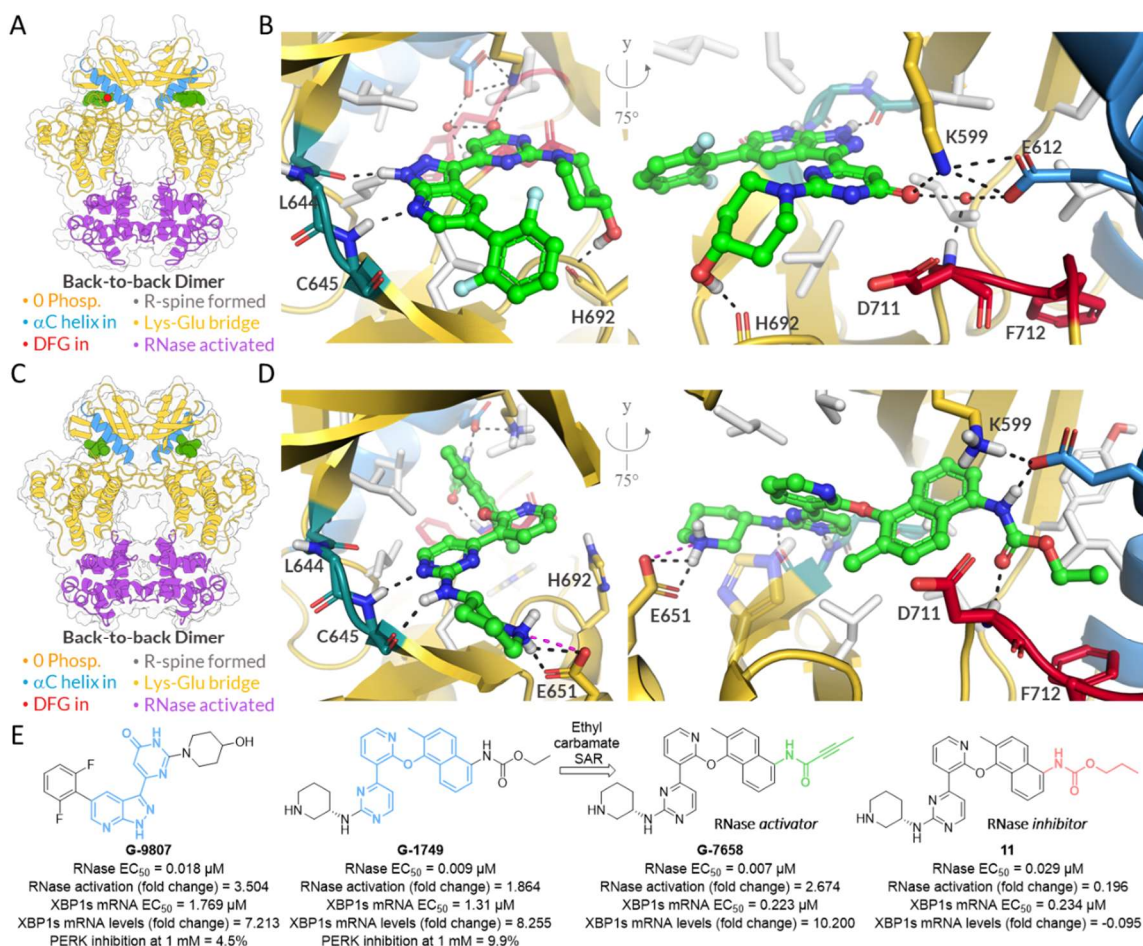 A
Back-to-back Dimer
• 0 Phosp. • R-spine formed
• αC helix in • Lys-Glu bridge
• DFG in • RNase activated
B
L644
C645
H692
y
75°
K599
E612
H692
D711
F712
C
Back-to-back Dimer
• 0 Phosp. • R-spine formed
• αC helix in • Lys-Glu bridge
• DFG in • RNase activated
D
L644
C645
H692
E651
y
75°
K599
E651
D711
F712
E
O
HN
N
N
OH
F
F
N
N
N
H
G-9807
RNase EC50 = 0.018 µM
RNase activation (fold change) = 3.504
XBP1s mRNA EC50 = 1.769 µM
XBP1s mRNA levels (fold change) = 7.213
PERK inhibition at 1 mM = 4.5%
N
O
H
N
O
O
N
N
HN
N
H
G-1749
RNase EC50 = 0.009 µM
RNase activation (fold change) = 1.864
XBP1s mRNA EC50 = 1.31 µM
XBP1s mRNA levels (fold change) = 8.255
PERK inhibition at 1 mM = 9.9%
Ethyl
carbamate
SAR
N
O
H
N
O
N
N
HN
N
H
RNase activator
G-7658
RNase EC50 = 0.007 µM
RNase activation (fold change) = 2.674
XBP1s mRNA EC50 = 0.223 µM
XBP1s mRNA levels (fold change) = 10.200
N
O
H
N
O
O
N
N
HN
N
H
RNase inhibitor
11
RNase EC50 = 0.029 µM
RNase activation (fold change) = 0.196
XBP1s mRNA EC50 = 0.234 µM
XBP1s mRNA levels (fold change) = -0.095